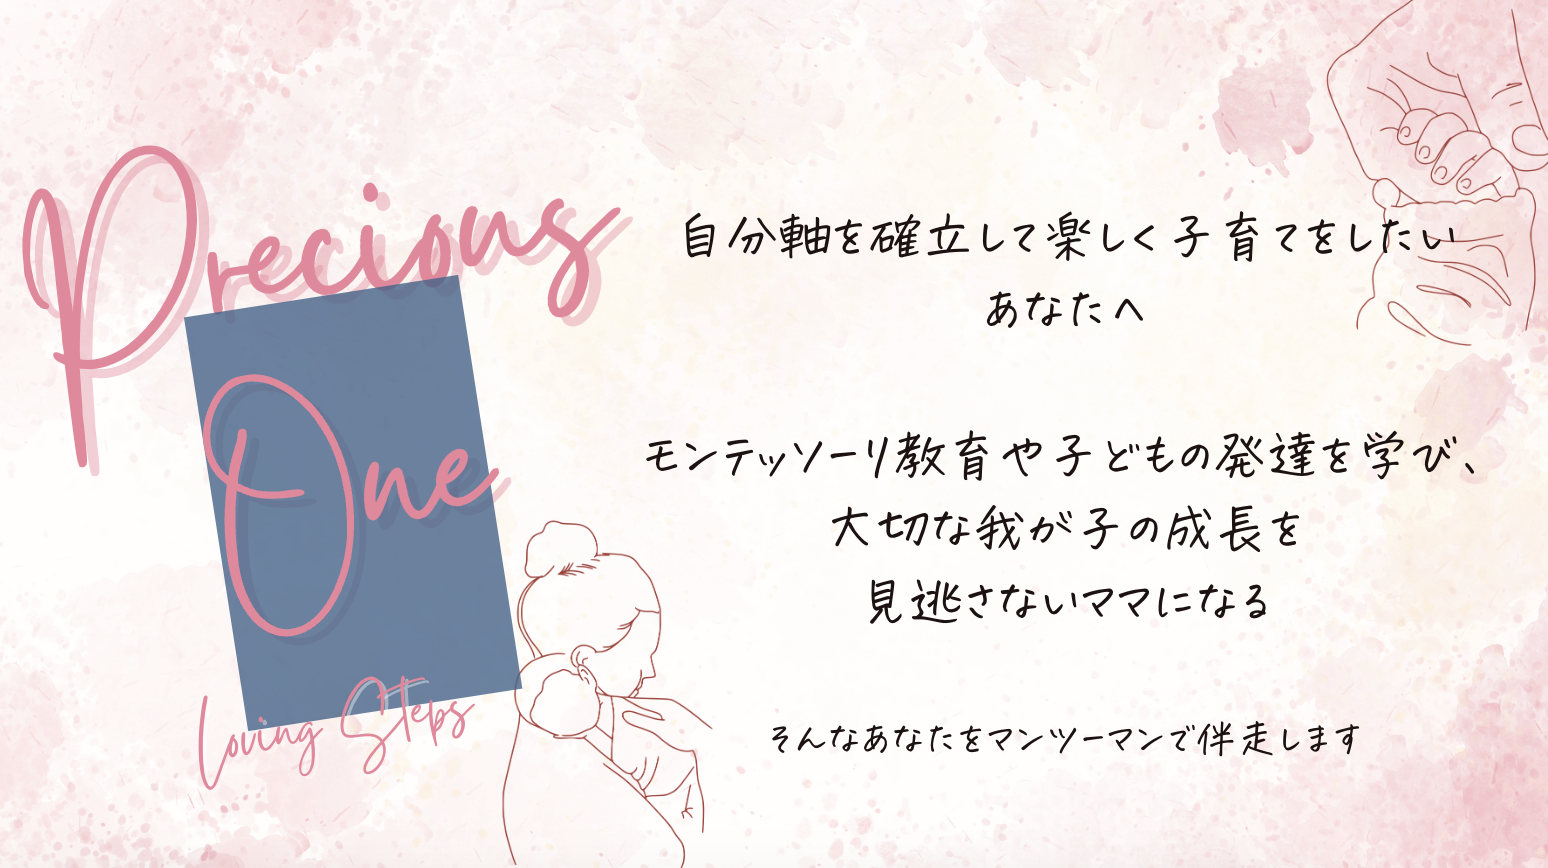 Precious
One
Loving Steps
自分軸を確立して楽しく子育てをしたい
あなたへ
モンテッソーリ教育や子どもの発達を学び、
大切な我が子の成長を
見逃さないママになる
そんなあなたをマンツーマンで伴走します